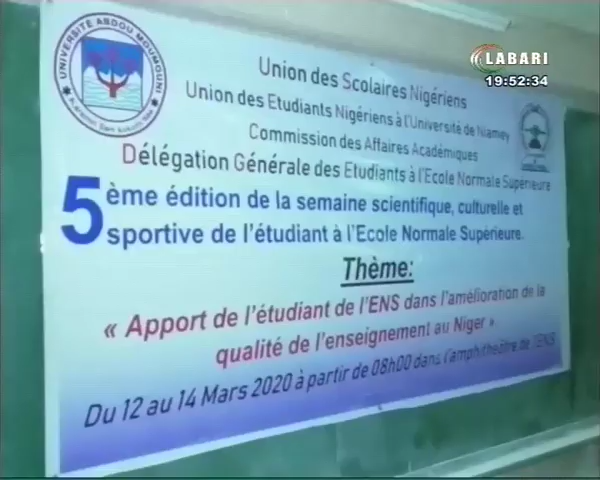 LABARI
19:52:34
UNIVERSITÉ ABDOU MOUMOUNI
Union des Scolaires Nigériens
Union des Etudiants Nigériens à l'Université de Niamey
Commission des Affaires Académiques
Délégation Générale des Etudiants à l'Ecole Normale Supérieure
5ème édition de la semaine scientifique, culturelle et
sportive de l'étudiant à l'Ecole Normale Supérieure.
Thème:
« Apport de l'étudiant de l'ENS dans l'amélioration de la
qualité de l'enseignement au Niger »
Du 12 au 14 Mars 2020 à partir de 08h00 dans l'amphithéâtre de l'ENS